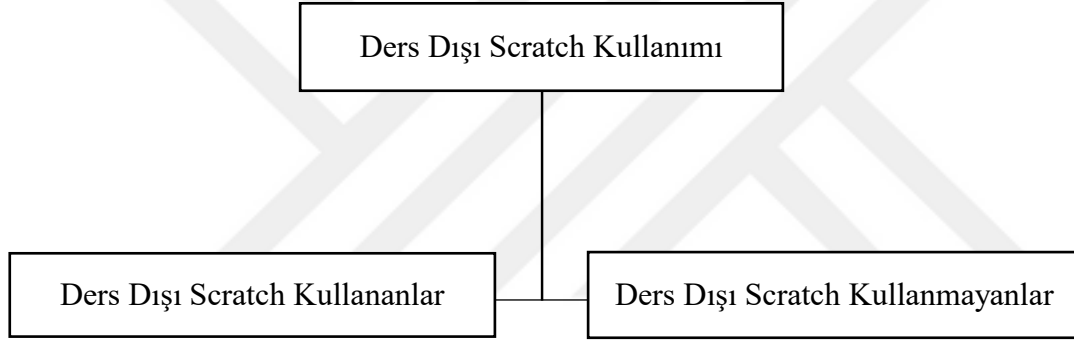 Ders Dışı Scratch Kullanımı
Ders Dışı Scratch Kullananlar
Ders Dışı Scratch Kullanmayanlar